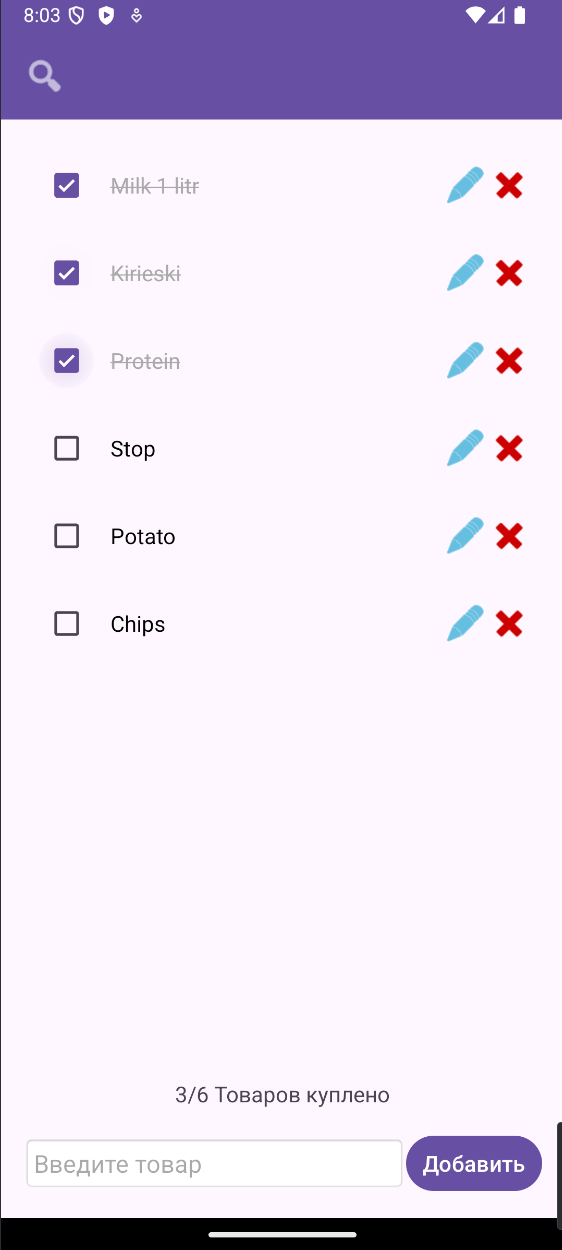 8:03
Milk 1 litr
Kirieski
Protein
Stop
Potato
Chips
3/6 Товаров куплено
Введите товар
Добавить